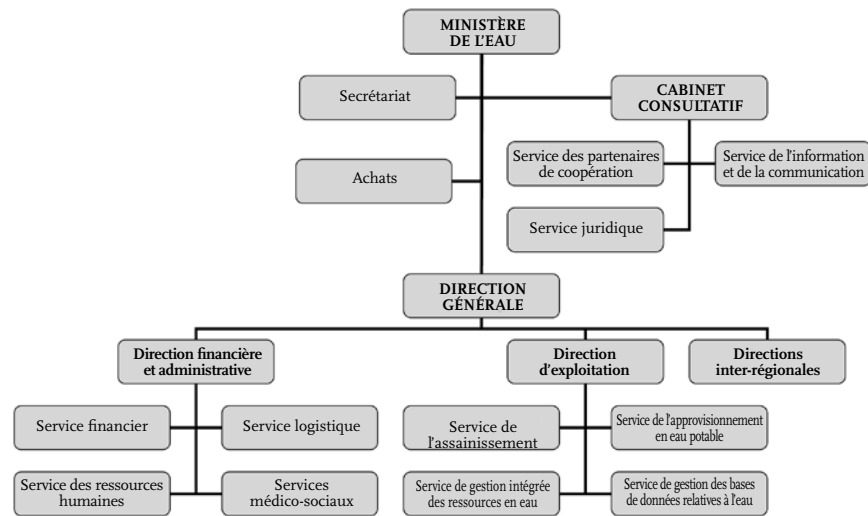 MINISTÈRE
DE L'EAU
Secrétariat
CABINET
CONSULTATIF
Achats
Service des partenaires
de coopération
Service de l'information
et de la communication
Service juridique
DIRECTION
GÉNÉRALE
Direction financière
et administrative
Direction
d'exploitation
Directions
inter-régionales
Service financier
Service logistique
Service de
l'assainissement
Service de l'approvisionnement
en eau potable
Service des ressources
humaines
Services
médico-sociaux
Service de gestion intégrée
des ressources en eau
Service de gestion des bases
de données relatives à l'eau